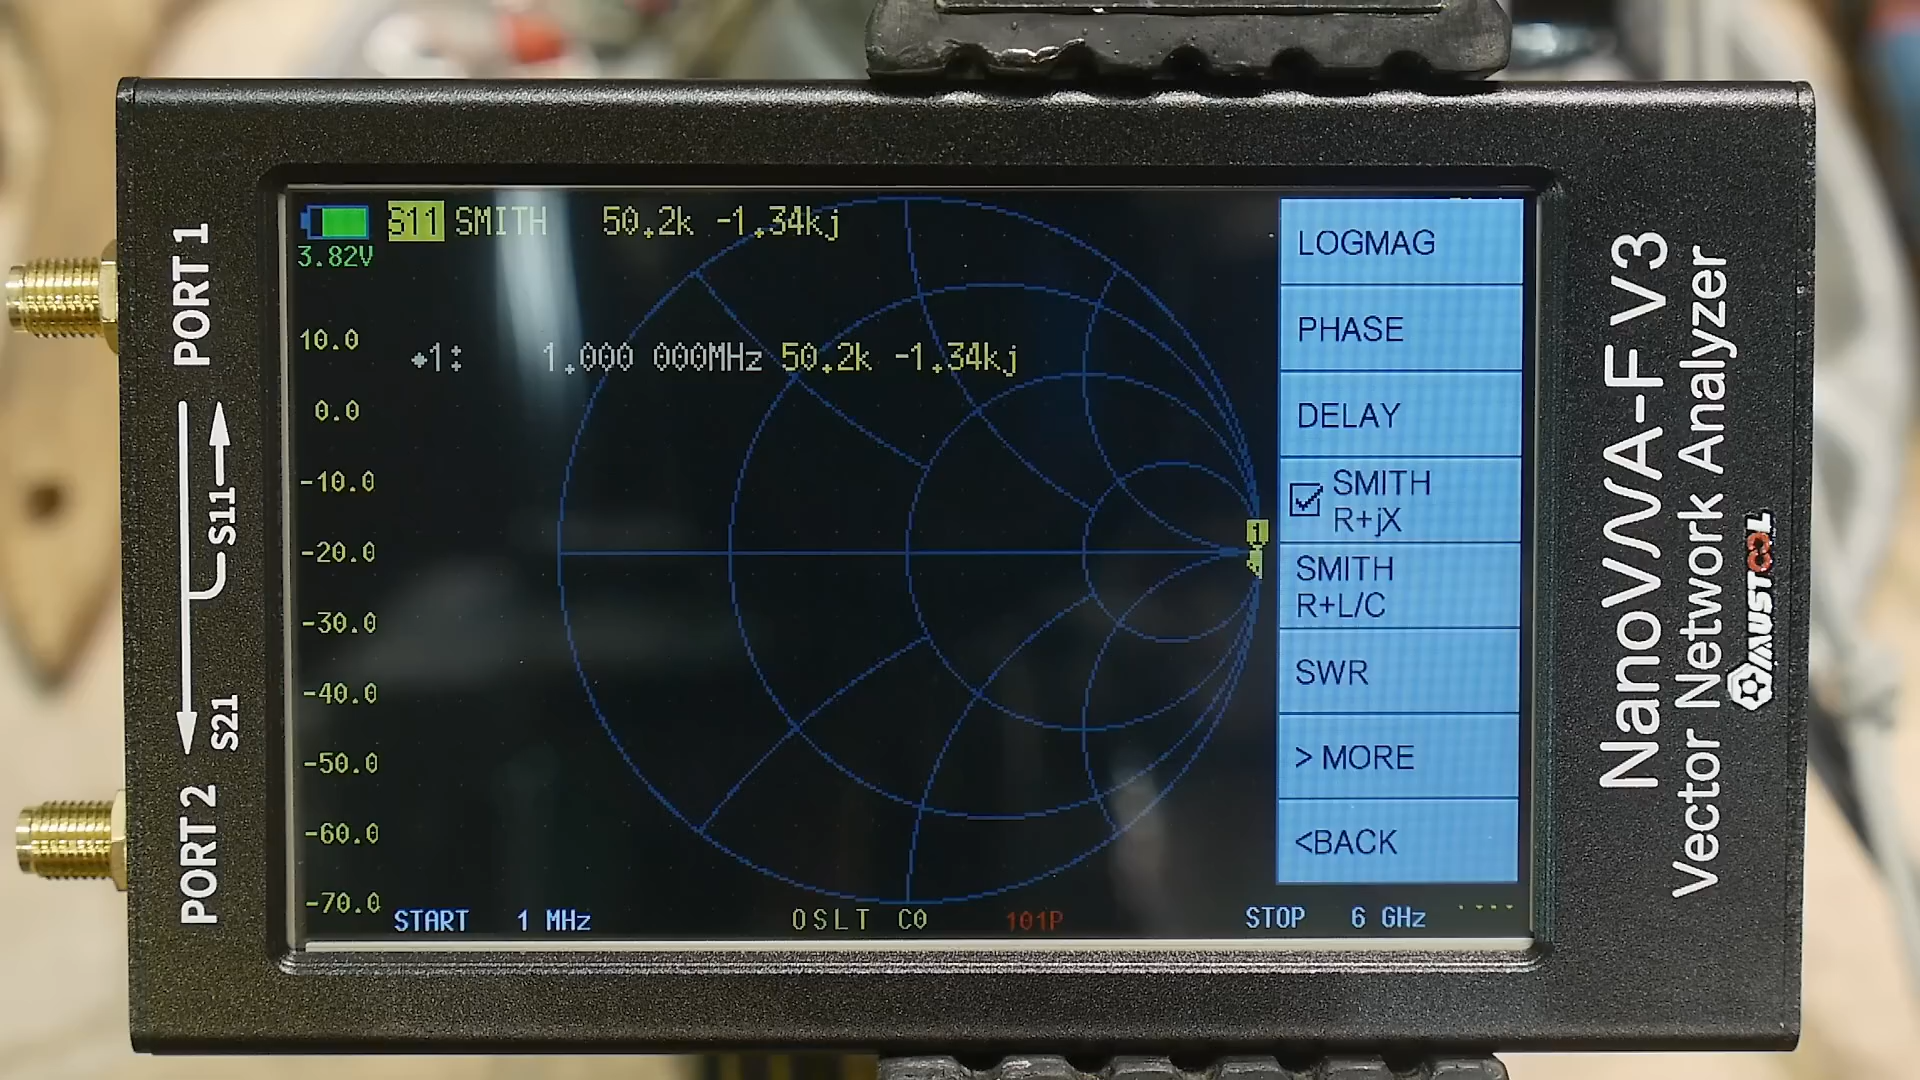 S11 SMITH 50.2k -1.34kj
3.82V
1: 1.000 000MHz 50.2k -1.34kj
10.0
0.0
-10.0
-20.0
-30.0
-40.0
-50.0
-60.0
-70.0
1
START 1 MHz
OSLT C0
101P
STOP 6 GHz
LOGMAG
PHASE
DELAY
SMITH
R+jX
SMITH
R+L/C
SWR
> MORE
<BACK
PORT 1
S11
S21
PORT 2
NanoVNA-F V3
Vector Network Analyzer
MUSTOOL